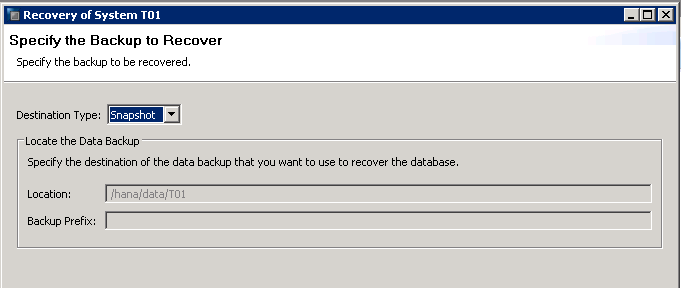 Recovery of System T01
Specify the Backup to Recover
Specify the backup to be recovered.
Destination Type: Snapshot
Locate the Data Backup
Specify the destination of the data backup that you want to use to recover the database.
Location: /hana/data/T01
Backup Prefix: